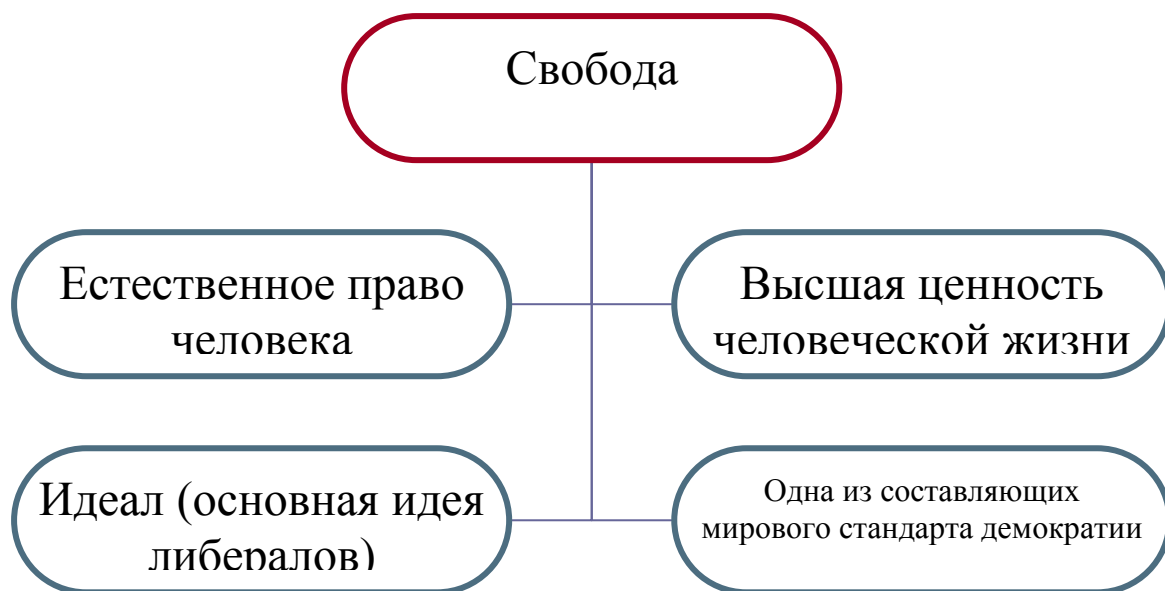 Свобода
Естественное право
человека
Высшая ценность
человеческой жизни
Идеал (основная идея
либералов)
Одна из составляющих
мирового стандарта демократии